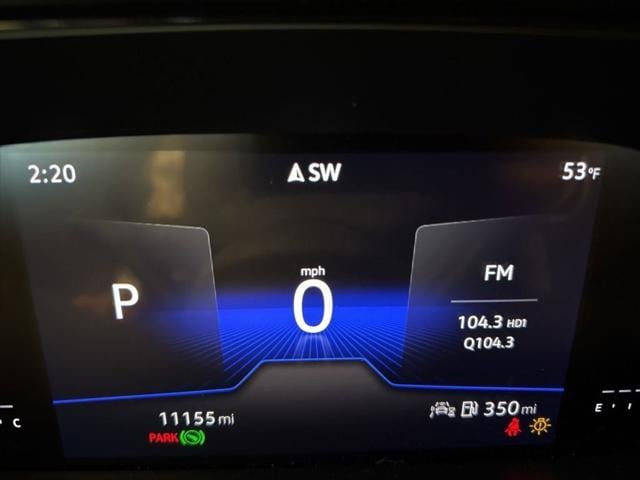 2:20 SW 53°F
mph
P 0 FM
104.3 HD1
Q104.3
11155 mi 350 mi
PARK
C E